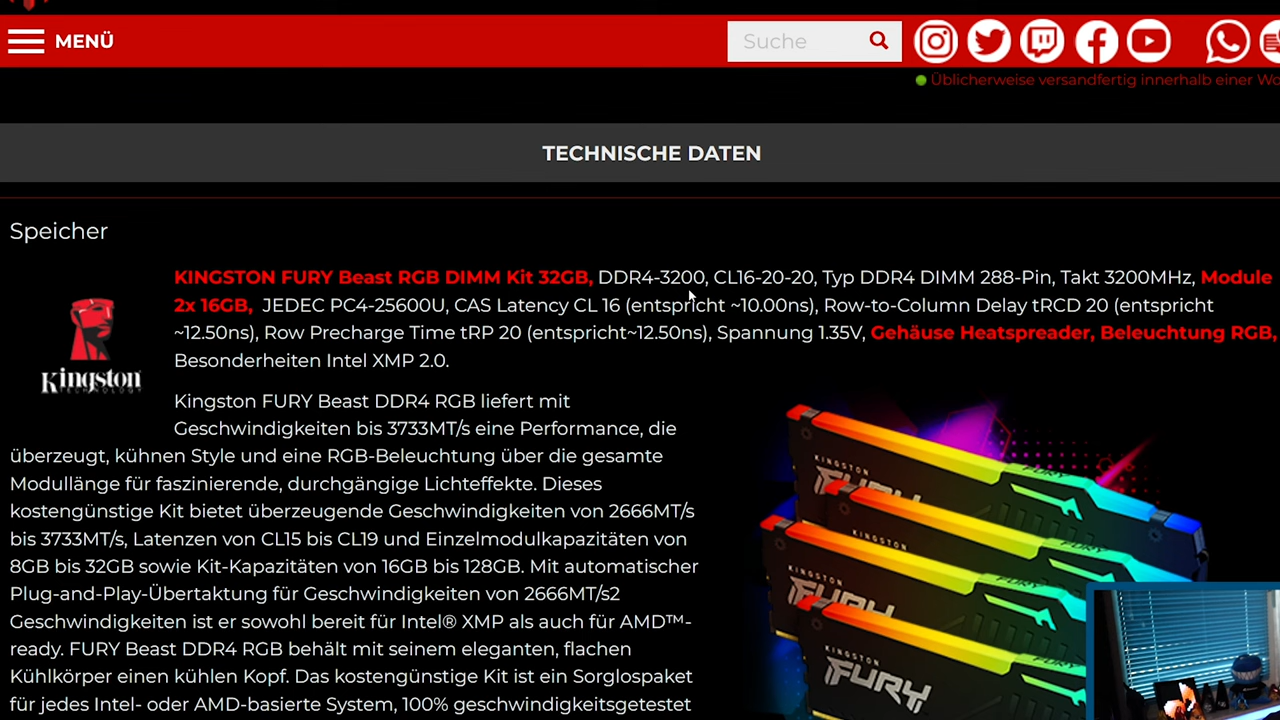 MENÜ
Suche
Üblicherweise versandfertig innerhalb einer
TECHNISCHE DATEN
Speicher
KINGSTON FURY Beast RGB DIMM Kit 32GB, DDR4-3200, CL16-20-20, Typ DDR4 DIMM 288-Pin, Takt 3200MHz, Module
2x 16GB, JEDEC PC4-25600U, CAS Latency CL 16 (entspricht ~10.00ns), Row-to-Column Delay tRCD 20 (entspricht
~12.50ns), Row Precharge Time tRP 20 (entspricht~12.50ns), Spannung 1.35V, Gehäuse Heatspreader, Beleuchtung RGB,
Besonderheiten Intel XMP 2.0.
Kingston
TECHNOLOGY
Kingston FURY Beast DDR4 RGB liefert mit
Geschwindigkeiten bis 3733MT/s eine Performance, die
überzeugt, kühnen Style und eine RGB-Beleuchtung über die gesamte
Modullänge für faszinierende, durchgängige Lichteffekte. Dieses
kostengünstige Kit bietet überzeugende Geschwindigkeiten von 2666MT/s
bis 3733MT/s, Latenzen von CL15 bis CL19 und Einzelmodulkapazitäten von
8GB bis 32GB sowie Kit-Kapazitäten von 16GB bis 128GB. Mit automatischer
Plug-and-Play-Übertaktung für Geschwindigkeiten von 2666MT/s2
Geschwindigkeiten ist er sowohl bereit für Intel® XMP als auch für AMD™-
ready. FURY Beast DDR4 RGB behält mit seinem eleganten, flachen
Kühlkörper einen kühlen Kopf. Das kostengünstige Kit ist ein Sorglospaket
für jedes Intel- oder AMD-basierte System, 100% geschwindigkeitsgetestet
KINGSTON
FURY
KINGSTON
FURY
KINGSTON
FURY
KINGSTON
FURY